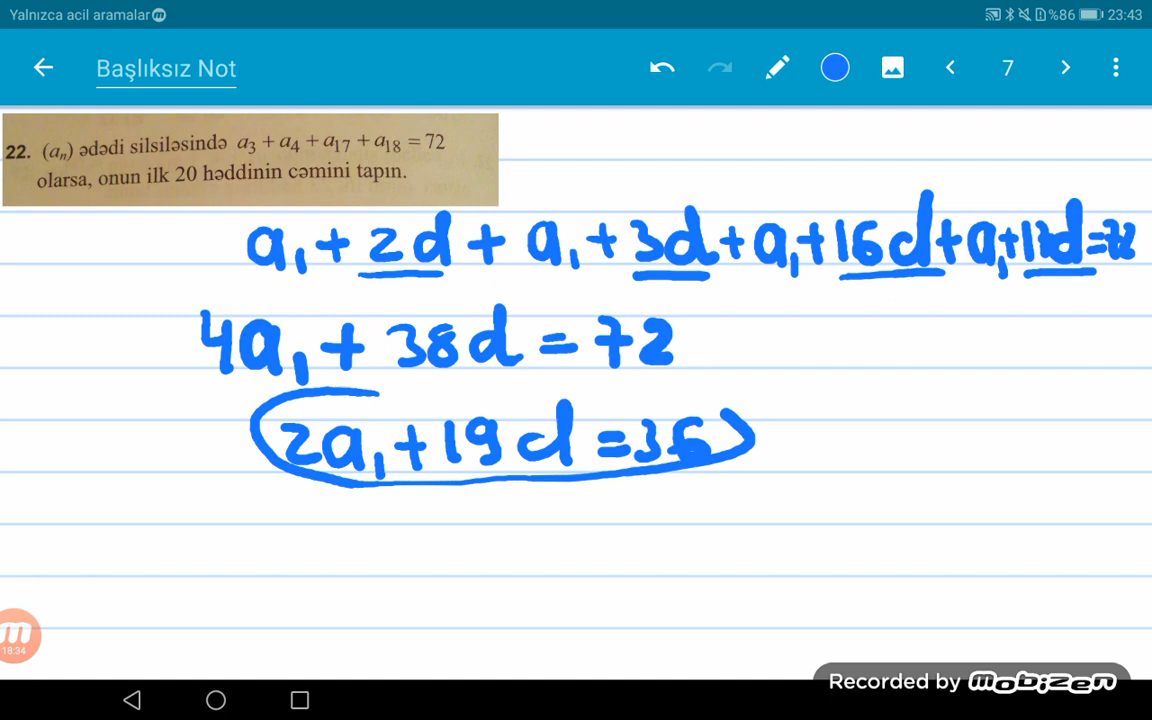 Yalnızca acil aramalar
%86 23:43
Başlıksız Not
7
22. (aₙ) ədədi silsiləsində a₃ + a₄ + a₁₇ + a₁₈ = 72
olarsa, onun ilk 20 həddinin cəmini tapın.
a₁ + 2d + a₁ + 3d + a₁ + 16d + a₁ + 17d = 72
4a₁ + 38d = 72
2a₁ + 19d = 36
18:34
Recorded by mobizen